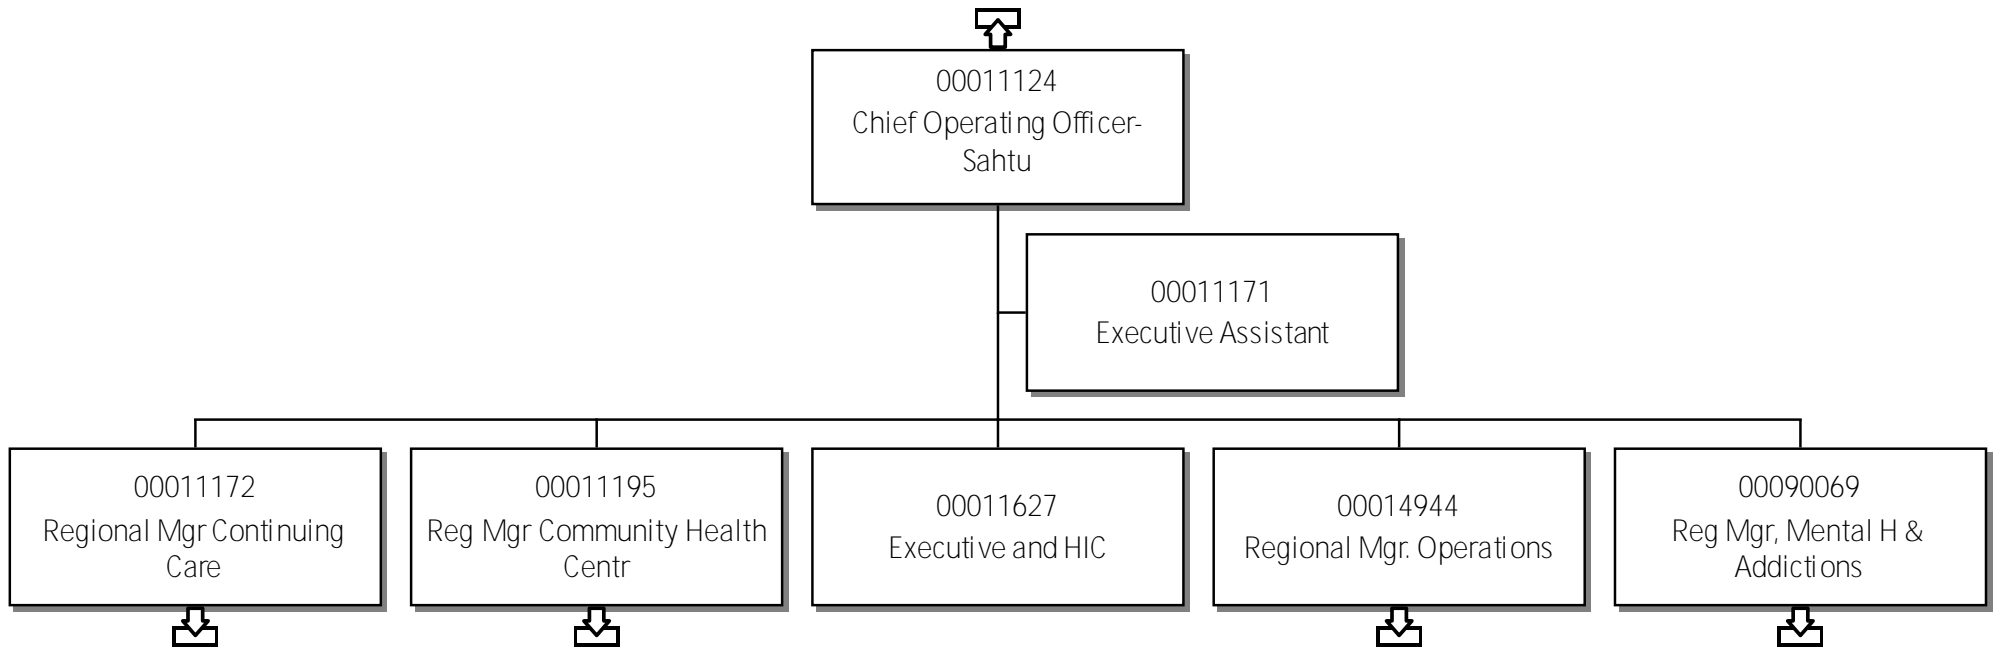 00011124
Chief Operating Officer-
Sahtu
00011171
Executive Assistant
00011172
Regional Mgr Continuing
Care
00011195
Reg Mgr Community Health
Centr
00011627
Executive and HIC
00014944
Regional Mgr. Operations
00090069
Reg Mgr, Mental H &
Addictions